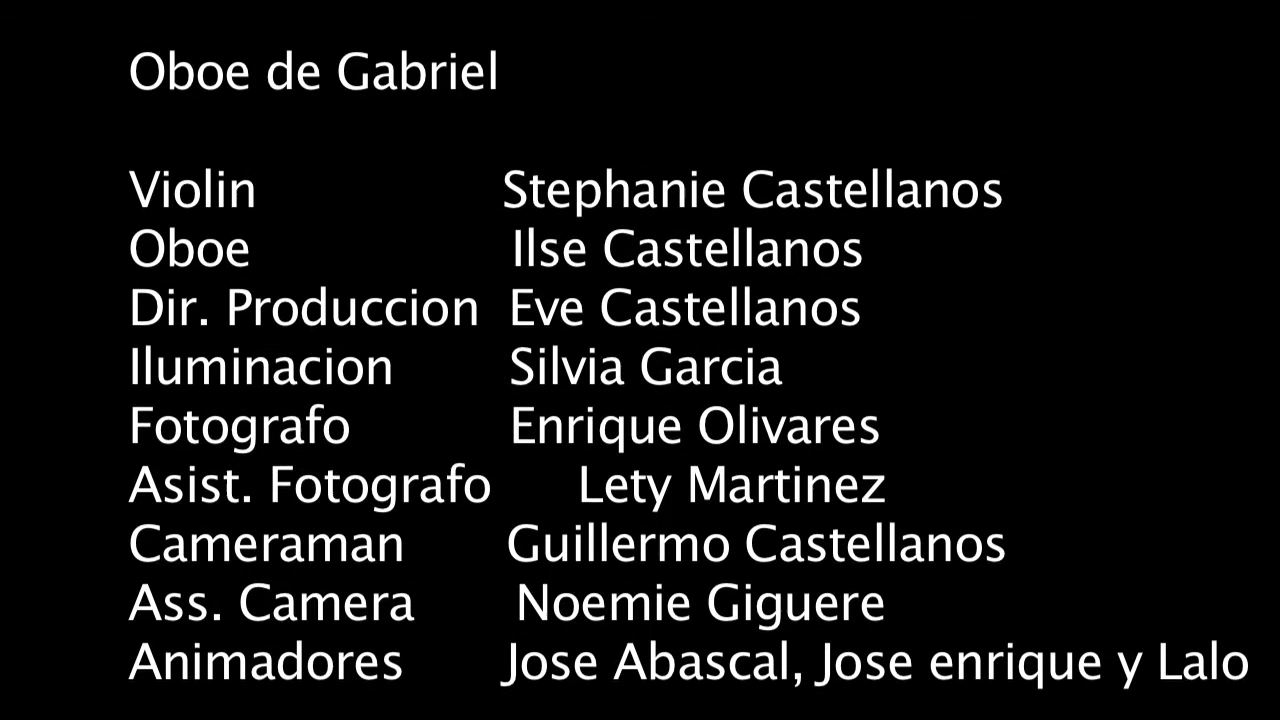 Oboe de Gabriel
Violin Stephanie Castellanos
Oboe Ilse Castellanos
Dir. Produccion Eve Castellanos
Iluminacion Silvia Garcia
Fotografo Enrique Olivares
Asist. Fotografo Lety Martinez
Cameraman Guillermo Castellanos
Ass. Camera Noemie Giguere
Animadores Jose Abascal, Jose enrique y Lalo